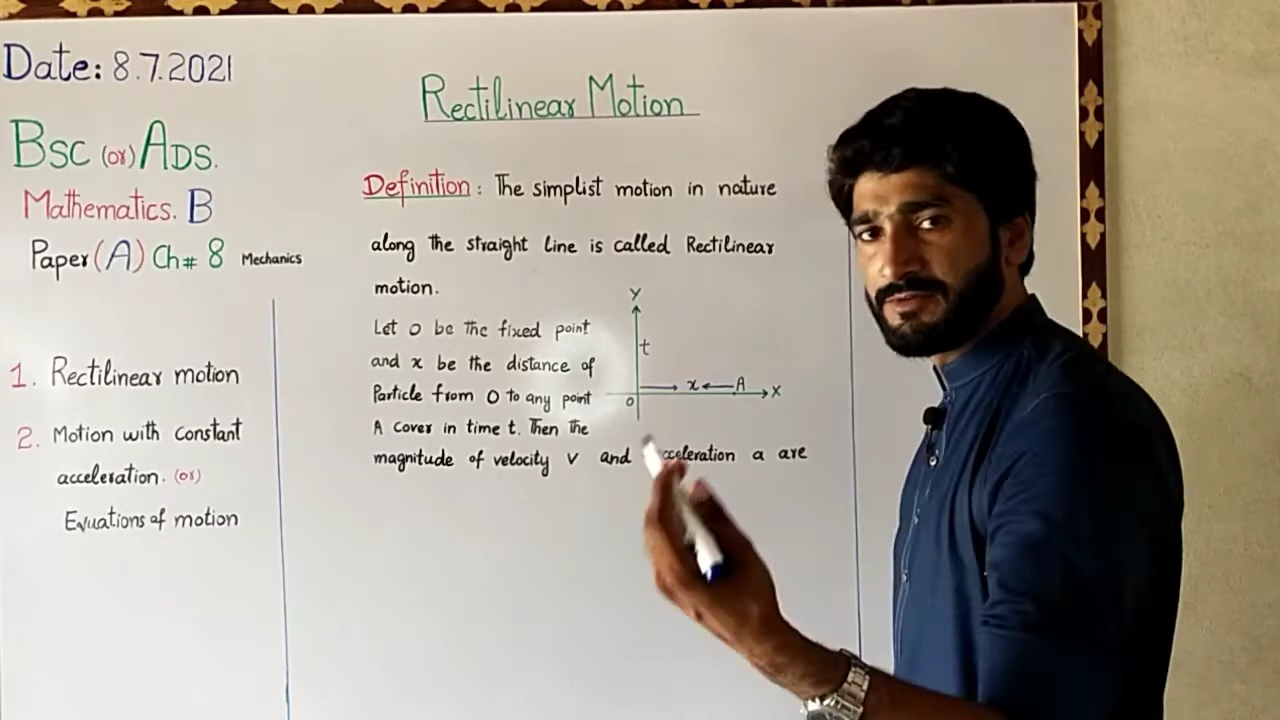 Date: 8.7.2021
Bsc (or) ADS.
Mathematics. B
Paper (A) Ch# 8 Mechanics
1. Rectilinear motion
2. Motion with constant
acceleration. (or)
Equations of motion
Rectilinear Motion
Definition: The simplist motion in nature
along the straight line is called Rectilinear
motion.
Let o be the fixed point
and x be the distance of
Particle from O to any point
A cover in time t. Then the
magnitude of velocity v and acceleration a are
Y
t
x A
X
o